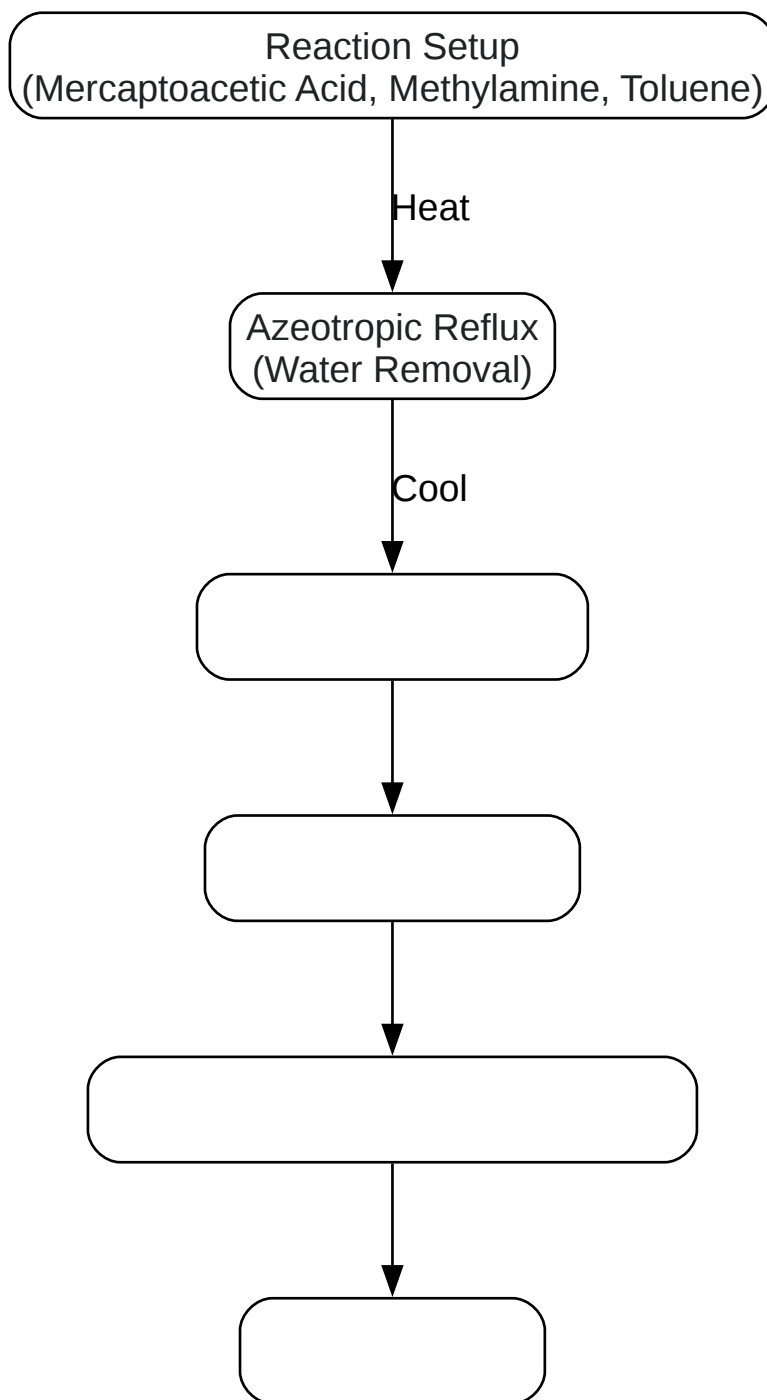 Reaction Setup
(Mercaptoacetic Acid, Methylamine, Toluene)
Heat
Azeotropic Reflux
(Water Removal)
Cool